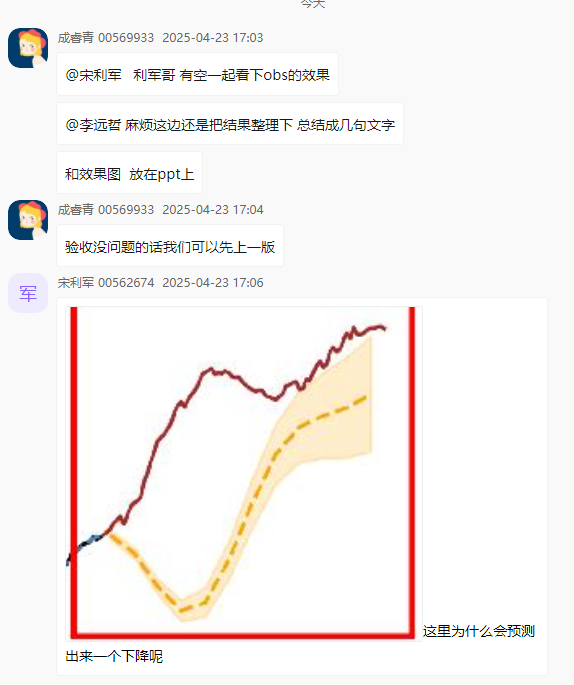 今天
成睿青 00569933 2025-04-23 17:03
@宋利军 利军哥 有空一起看下obs的效果
@李远哲 麻烦这边还是把结果整理下 总结成几句文字
和效果图 放在ppt上
成睿青 00569933 2025-04-23 17:04
验收没问题的话我们可以先上一版
宋利军 00562674 2025-04-23 17:06
军
这里为什么会预测
出来一个下降呢